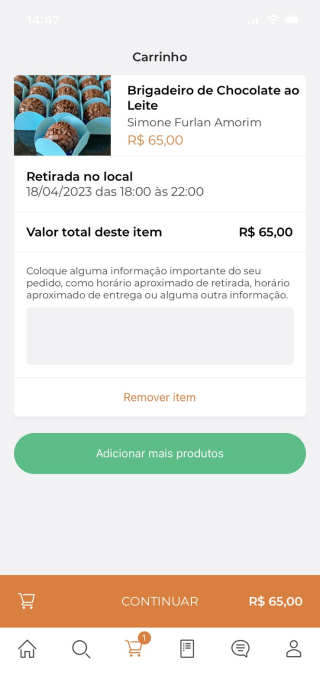 14:47
Carrinho
Brigadeiro de Chocolate ao
Leite
Simone Furlan Amorim
R$ 65,00
Retirada no local
18/04/2023 das 18:00 às 22:00
Valor total deste item R$ 65,00
Coloque alguma informação importante do seu
pedido, como horário aproximado de retirada, horário
aproximado de entrega ou alguma outra informação.
Remover item
Adicionar mais produtos
CONTINUAR R$ 65,00
1